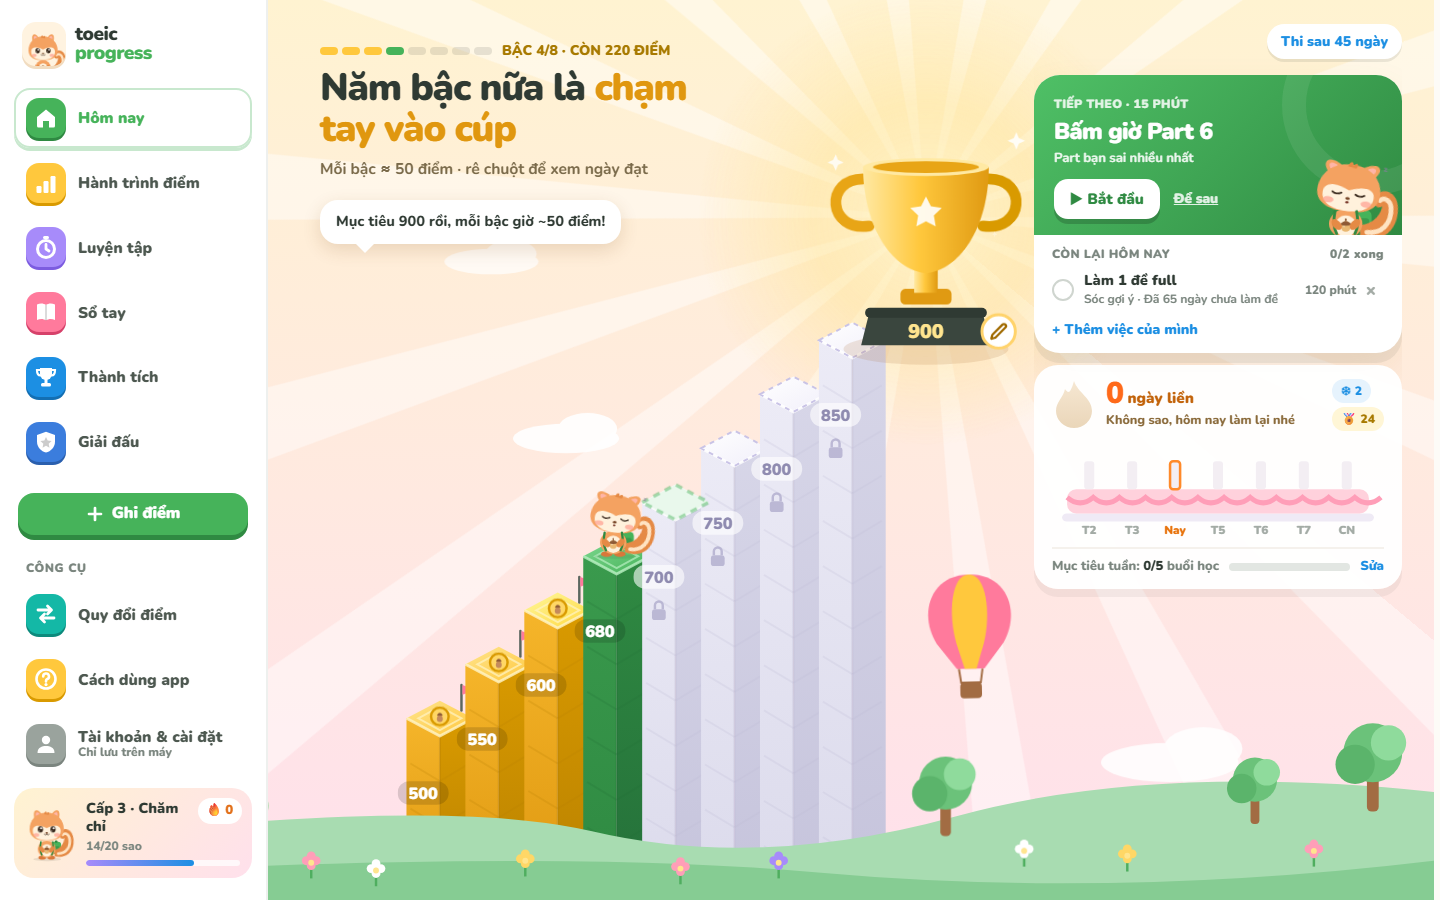 toeic
progress
Hôm nay
Hành trình điểm
Luyện tập
Sổ tay
Thành tích
Giải đấu
Ghi điểm
CÔNG CỤ
Quy đổi điểm
Cách dùng app
Tài khoản & cài đặt
Chỉ lưu trên máy
Cấp 3 · Chăm
chỉ
0
14/20 sao
BẬC 4/8 · CÒN 220 ĐIỂM
Năm bậc nữa là chạm
tay vào cúp
Mỗi bậc ≈ 50 điểm · rê chuột để xem ngày đạt
Mục tiêu 900 rồi, mỗi bậc giờ ~50 điểm!
900
850
800
750
700
680
600
550
500
Thi sau 45 ngày
TIẾP THEO · 15 PHÚT
Bấm giờ Part 6
Part bạn sai nhiều nhất
Bắt đầu
Để sau
CÒN LẠI HÔM NAY
0/2 xong
Làm 1 đề full
Sóc gợi ý · Đã 65 ngày chưa làm đề
120 phút ×
+ Thêm việc của mình
0 ngày liền
Không sao, hôm nay làm lại nhé
2
24
T2 T3 Nay T5 T6 T7 CN
Mục tiêu tuần: 0/5 buổi học
Sửa